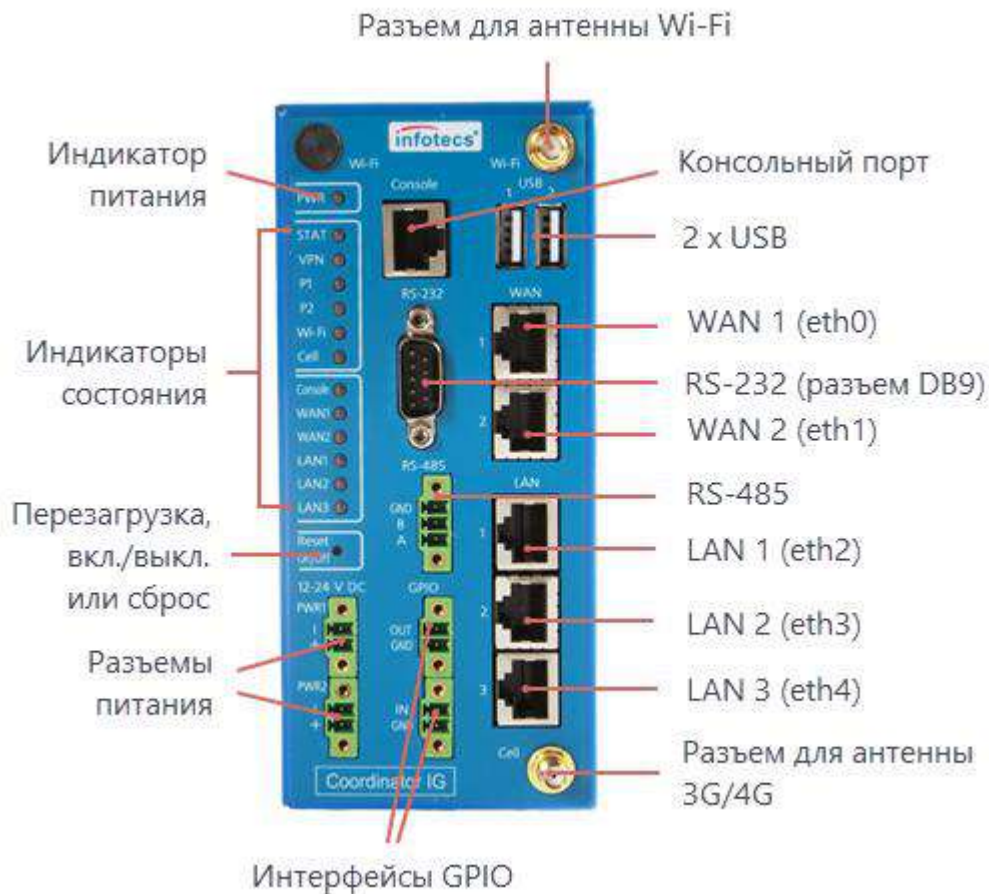 Разъем для антенны Wi-Fi
Индикатор
питания
Индикаторы
состояния
Перезагрузка,
вкл./выкл.
или сброс
Разъемы
питания
Интерфейсы GPIO
Консольный порт
2 x USB
WAN 1 (eth0)
RS-232 (разъем DB9)
WAN 2 (eth1)
RS-485
LAN 1 (eth2)
LAN 2 (eth3)
LAN 3 (eth4)
Разъем для антенны
3G/4G
infotecs
Wi-Fi
Wi-Fi
PWR
STAT
VPN
P1
P2
Wi-Fi
Cell
Console
WAN1
WAN2
LAN1
LAN2
LAN3
Reset
12-24 V DC
PWR1
+
PWR2
+
Console
RS-232
RS-485
GND
B
A
GPIO
OUT
GND
IN
GND
USB
1 2
WAN
1
2
LAN
1
2
3
Cell
Coordinator IG